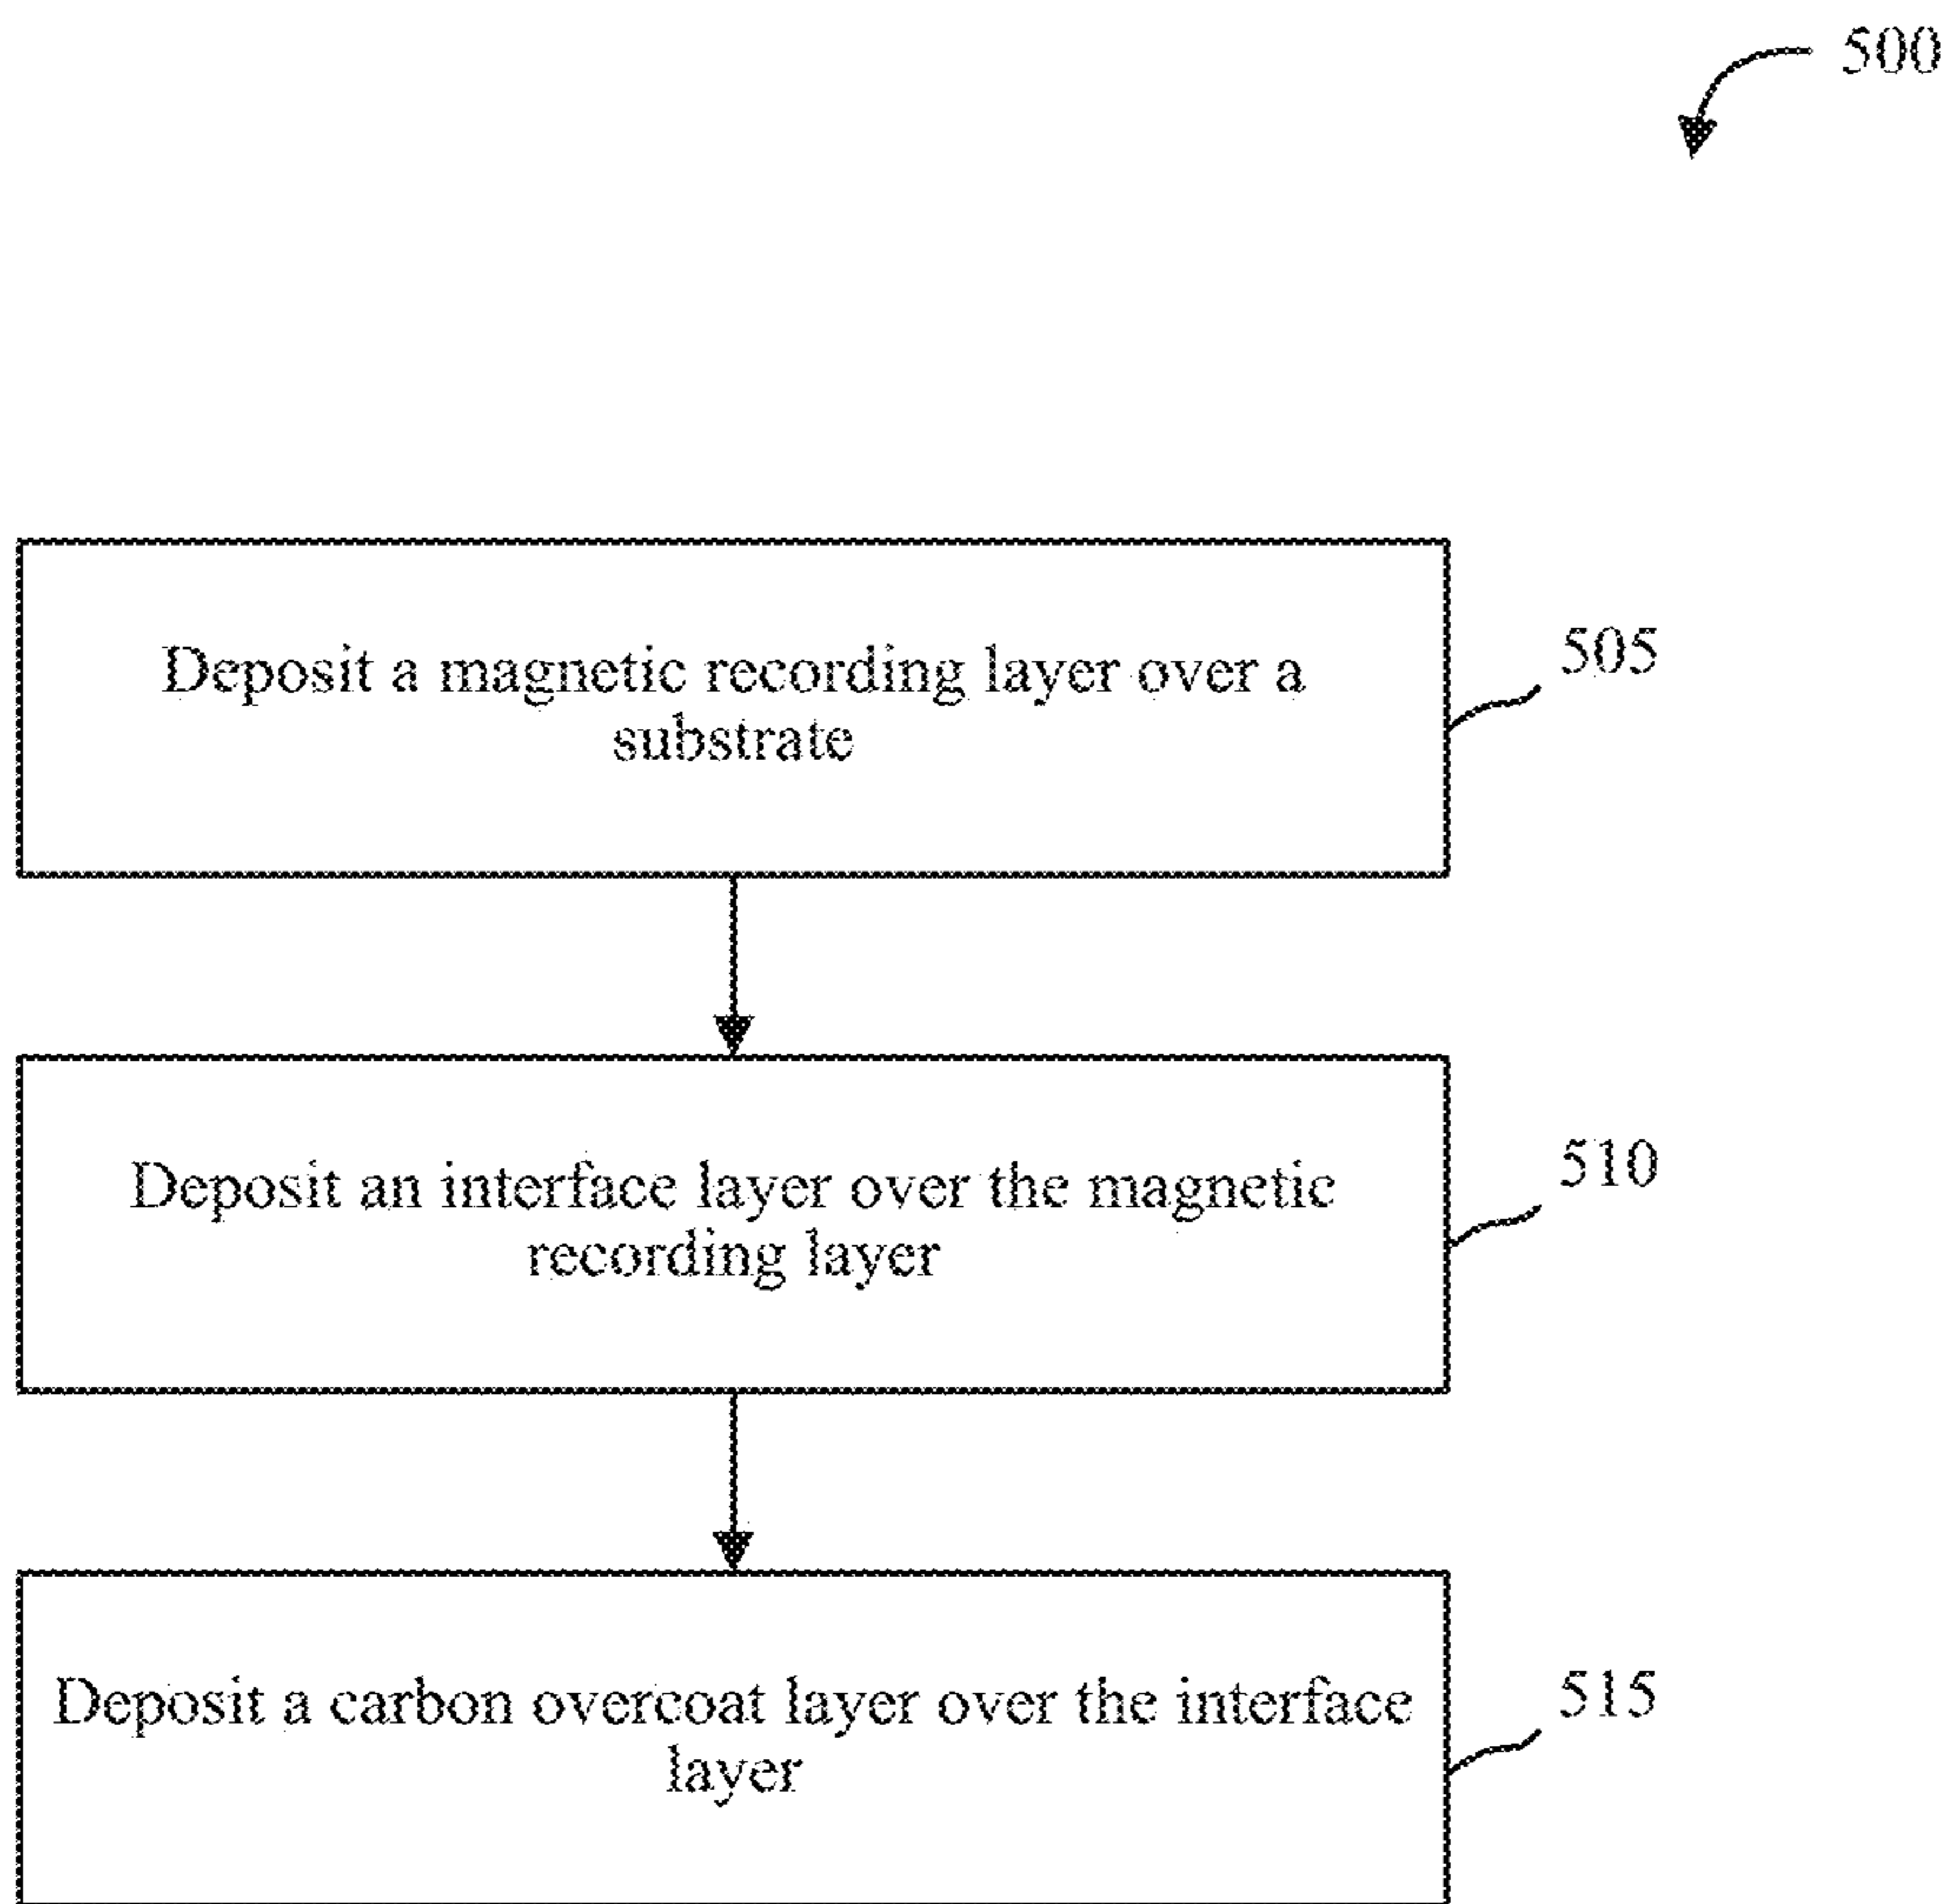 500
Deposit a magnetic recording layer over a
substrate
505
Deposit an interface layer over the magnetic
recording layer
510
Deposit a carbon overcoat layer over the interface
layer
515